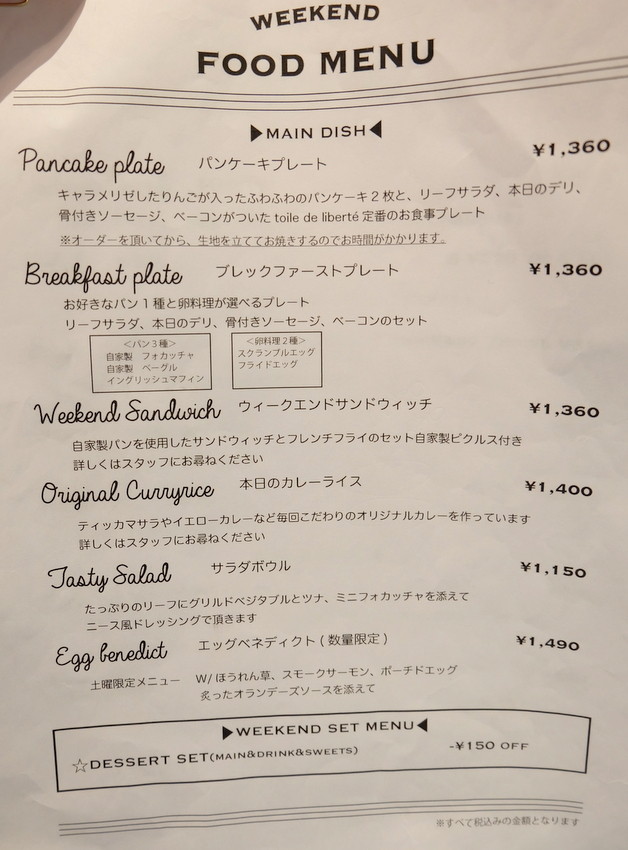 WEEKEND
FOOD MENU
▶MAIN DISH◀
Pancake plate パンケーキプレート ¥1,360
キャラメリゼしたりんごが入ったふわふわのパンケーキ2枚と、リーフサラダ、本日のデリ、
骨付きソーセージ、ベーコンがついた toile de liberté 定番のお食事プレート
※オーダーを頂いてから、生地を立ててお焼きするのでお時間がかかります。
Breakfast plate ブレックファーストプレート ¥1,360
お好きなパン1種と卵料理が選べるプレート
リーフサラダ、本日のデリ、骨付きソーセージ、ベーコンのセット
＜パン3種＞
自家製 フォカッチャ
自家製 ベーグル
イングリッシュマフィン
＜卵料理2種＞
スクランブルエッグ
フライドエッグ
Weekend Sandwich ウィークエンドサンドウィッチ ¥1,360
自家製パンを使用したサンドウィッチとフレンチフライのセット自家製ピクルス付き
詳しくはスタッフにお尋ねください
Original Curryrice 本日のカレーライス ¥1,400
ティッカマサラやイエローカレーなど毎回こだわりのオリジナルカレーを作っています
詳しくはスタッフにお尋ねください
Tasty Salad サラダボウル ¥1,150
たっぷりのリーフにグリルドベジタブルとツナ、ミニフォカッチャを添えて
ニース風ドレッシングで頂きます
Egg benedict エッグベネディクト(数量限定) ¥1,490
土曜限定メニュー W/ほうれん草、スモークサーモン、ポーチドエッグ
炙ったオランデーズソースを添えて
▶WEEKEND SET MENU◀
☆DESSERT SET(MAIN&DRINK&SWEETS) -¥150 OFF
※すべて税込みの金額となります